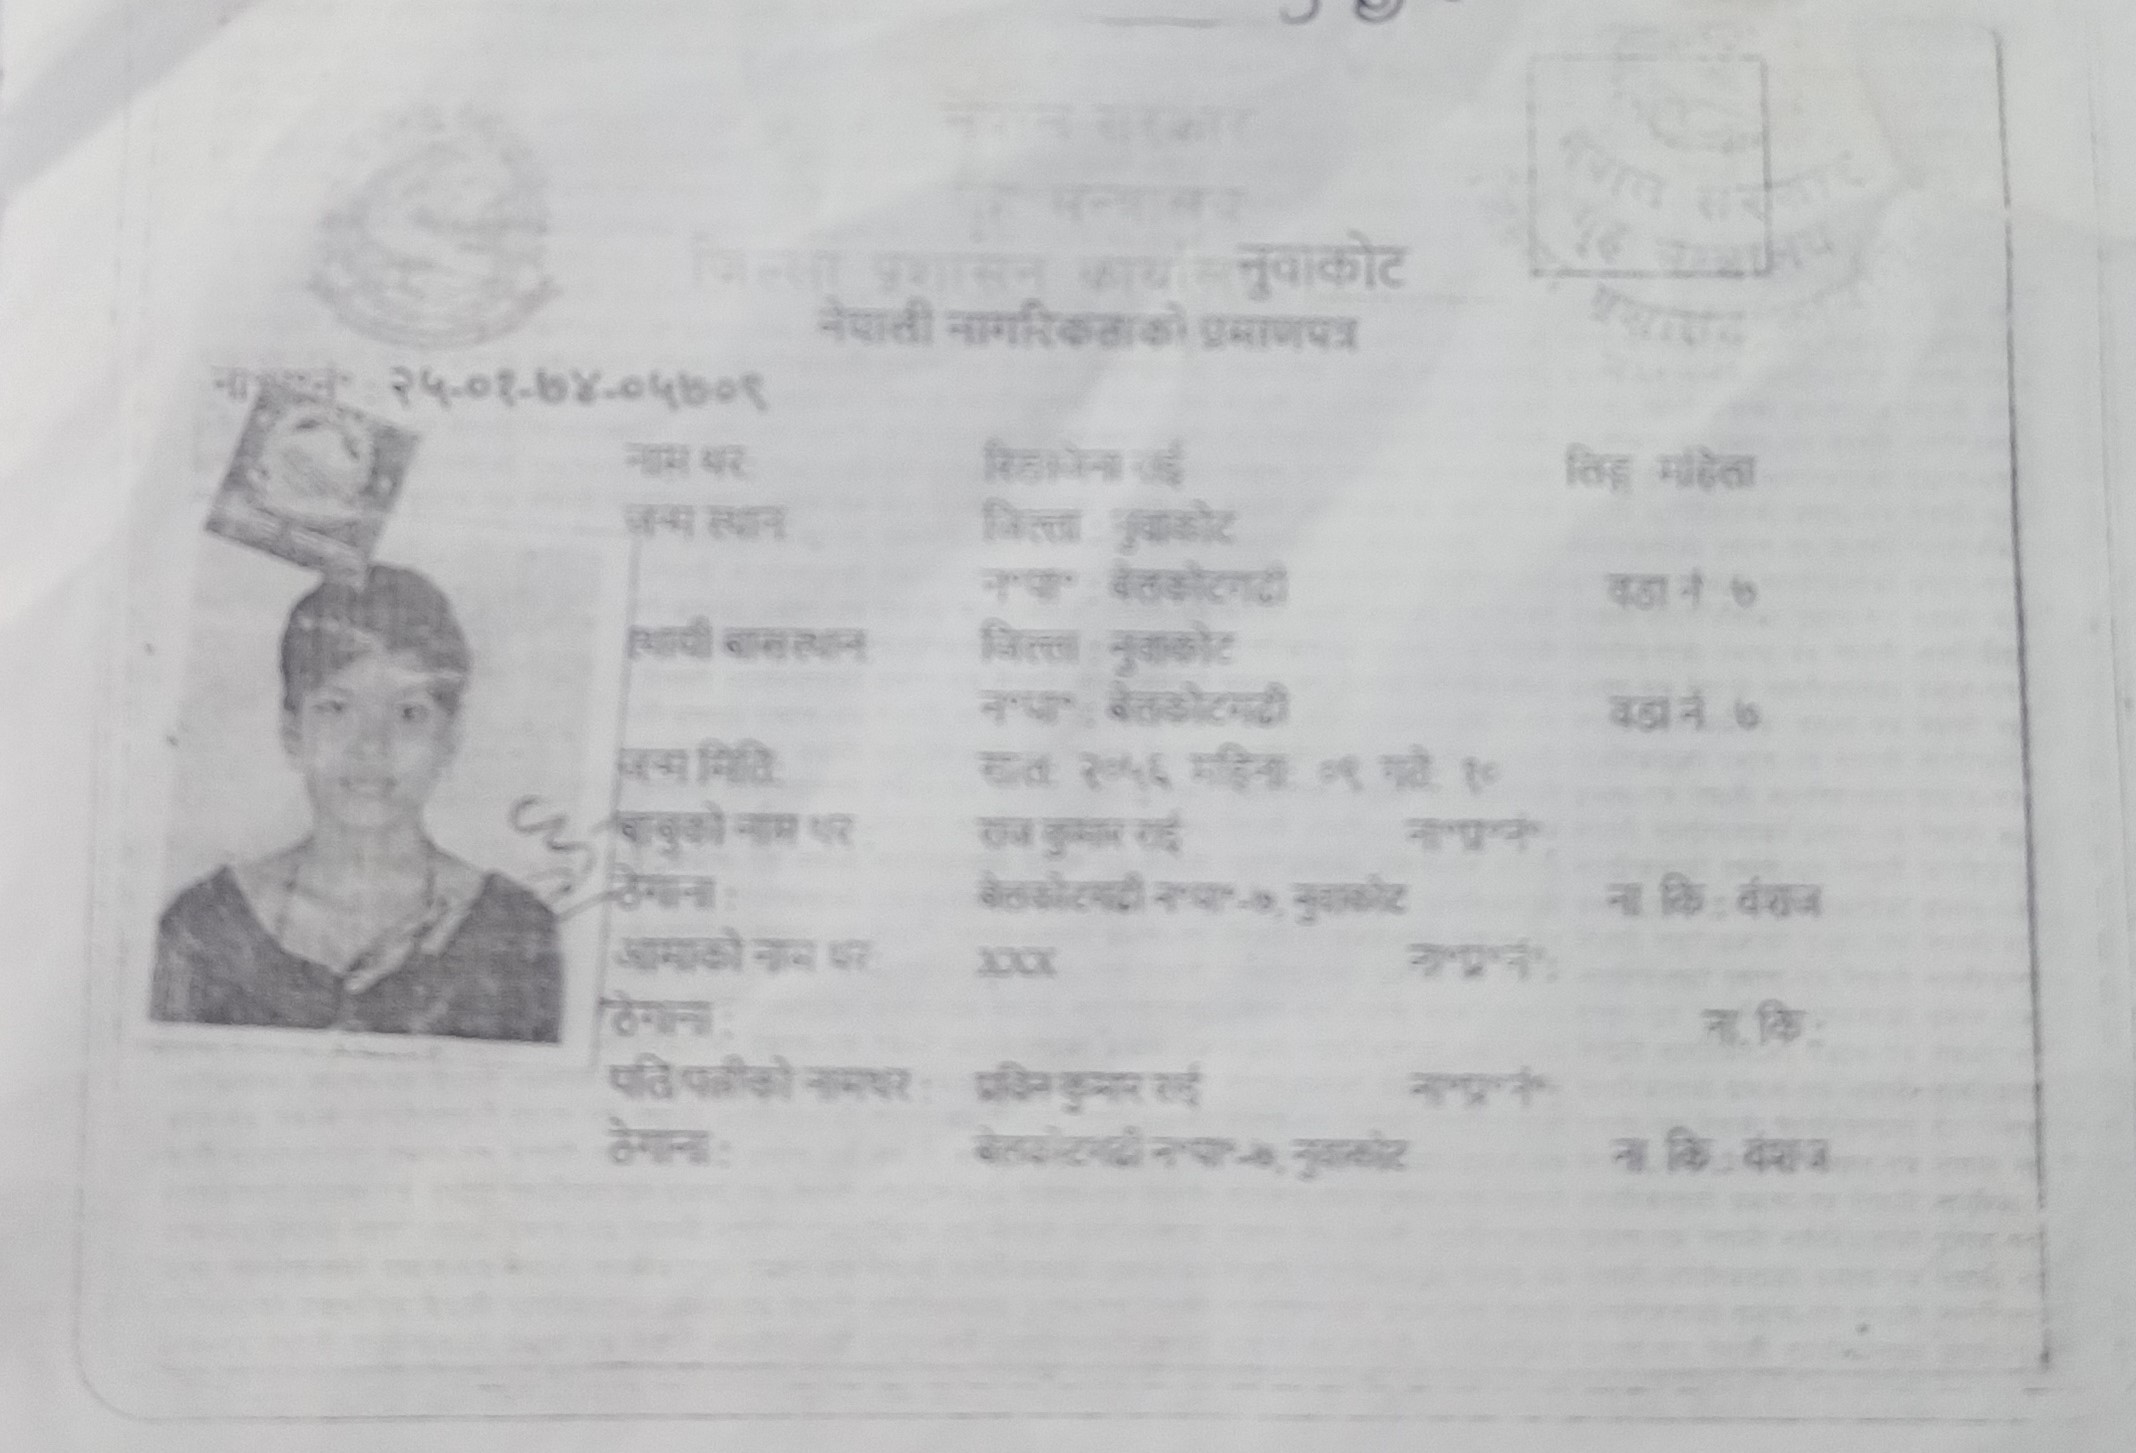 नेपाल सरकार
गृह मन्त्रालय
जिल्ला प्रशासन कार्यालय नुवाकोट
नेपाली नागरिकताको प्रमाणपत्र
२५-०१-७४-०५७०९
नाम थर राई लिङ्ग महिला
जन्म स्थान जिल्ला नुवाकोट
न॰पा॰ : बेलकोटगढी वडा नं ७
स्थायी बासस्थान जिल्ला नुवाकोट
न॰पा॰ : बेलकोटगढी वडा नं ७
जन्म मिति साल: २०५६ महिना: ०९ गते: १०
बाबुको नाम थर राज कुमार राई ना॰प्र॰नं॰:
ठेगाना : बेलकोटगढी न॰पा॰-७, नुवाकोट ना. कि : वंशज
आमाको नाम थर XXX ना॰प्र॰नं॰:
ठेगाना : ना. कि :
पति/पत्नीको नामथर : कुमार राई ना॰प्र॰नं॰
ठेगाना : बेलकोटगढी न॰पा॰-७, नुवाकोट ना. कि : वंशज